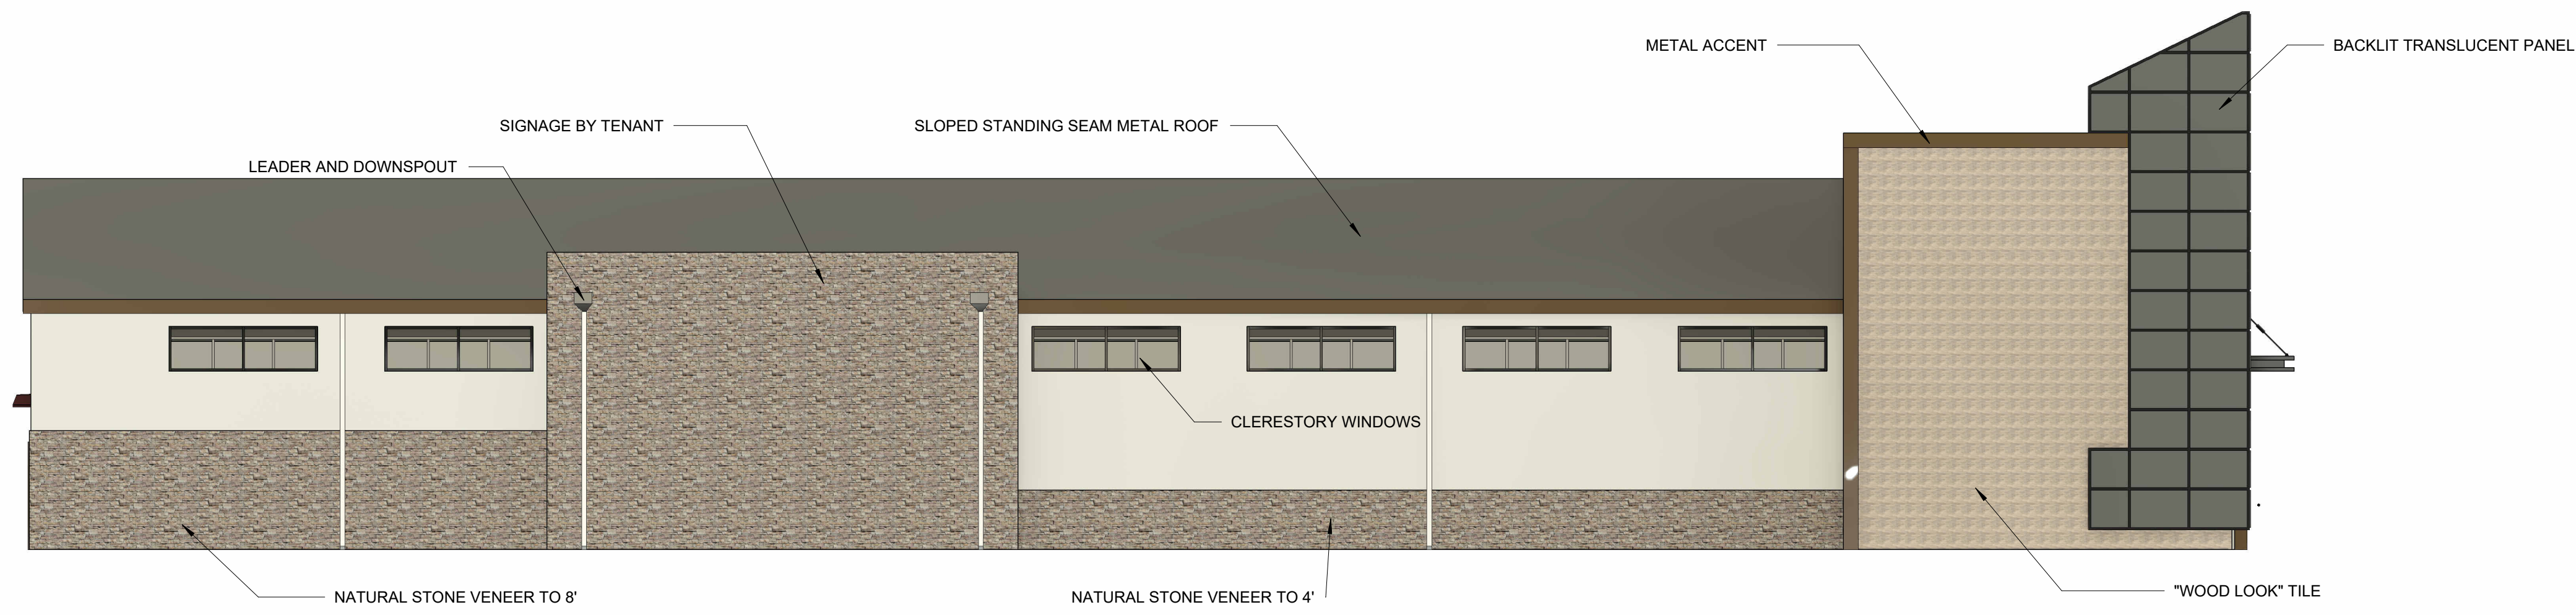 METAL ACCENT
BACKLIT TRANSLUCENT PANEL
SIGNAGE BY TENANT
SLOPED STANDING SEAM METAL ROOF
LEADER AND DOWNSPOUT
CLERESTORY WINDOWS
NATURAL STONE VENEER TO 8'
NATURAL STONE VENEER TO 4'
"WOOD LOOK" TILE